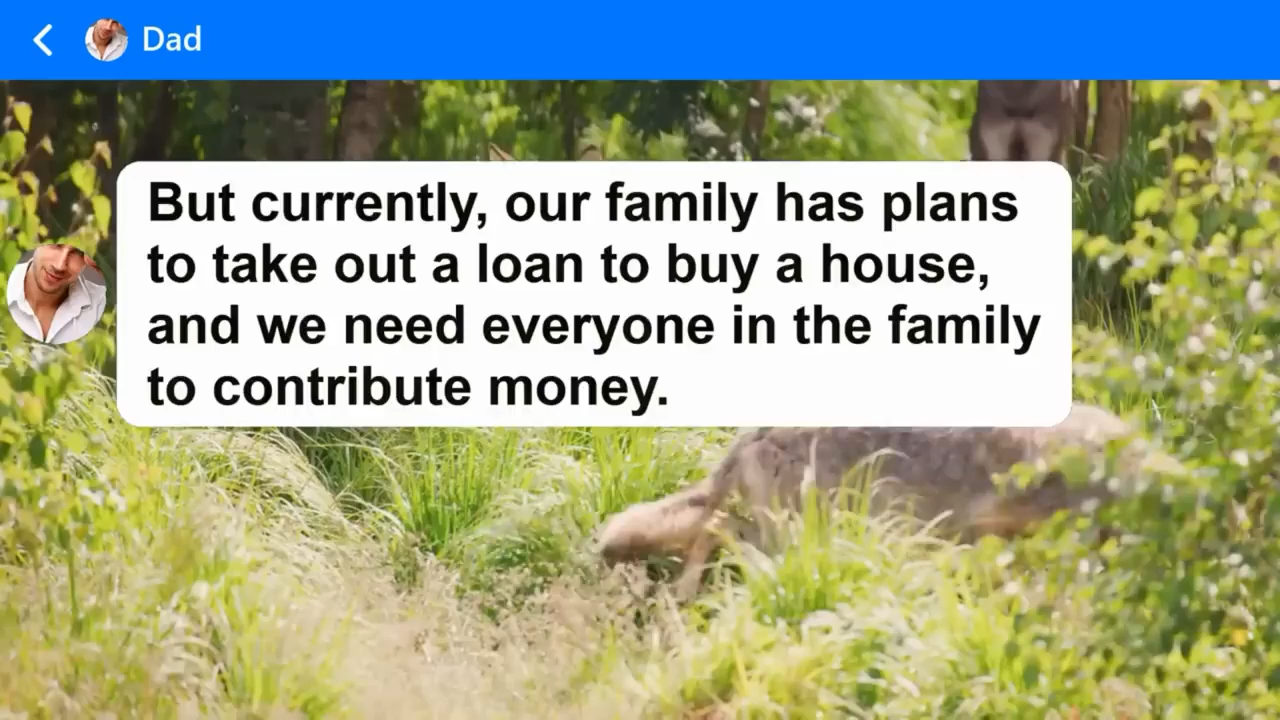 Dad
But currently, our family has plans
to take out a loan to buy a house,
and we need everyone in the family
to contribute money.